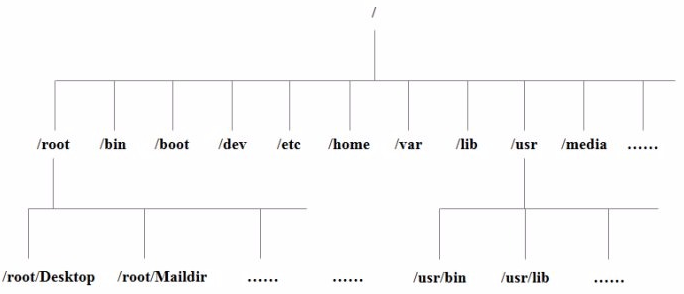 /
/root /bin /boot /dev /etc /home /var /lib /usr /media ……
/root/Desktop /root/Maildir …… …… /usr/bin /usr/lib ……